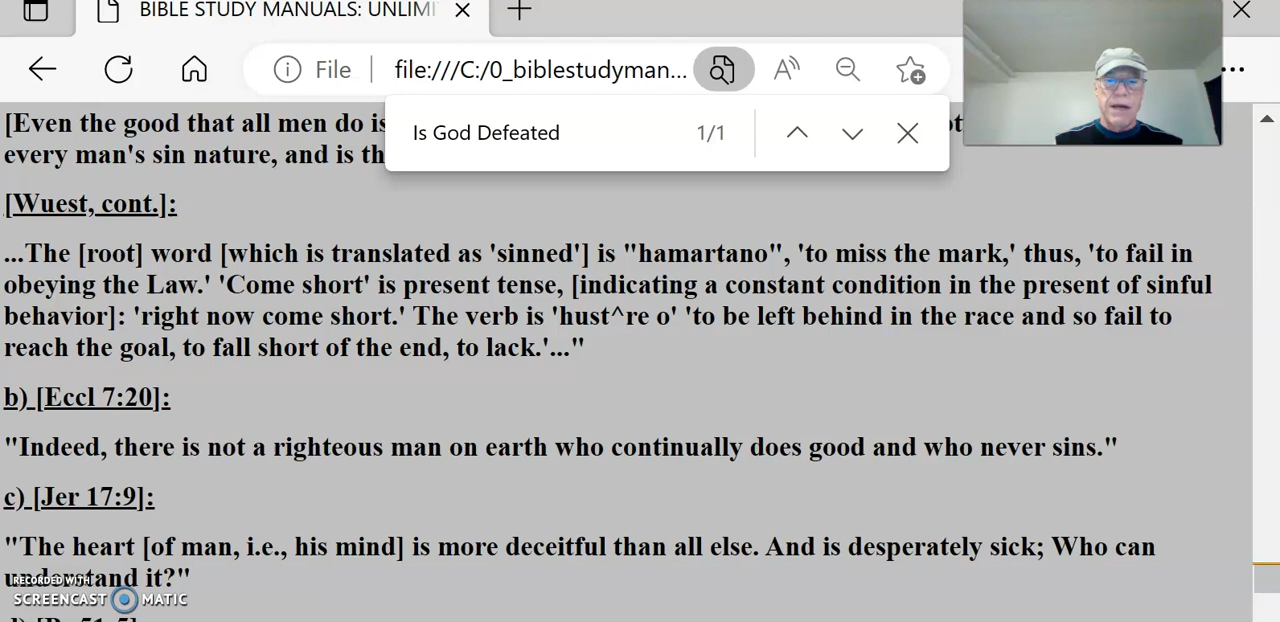 BIBLE STUDY MANUALS: UNLIMI
File
file:///C:/0_biblestudyman...
Is God Defeated
1/1
[Even the good that all men do is
every man's sin nature, and is th
[Wuest, cont.]:
...The [root] word [which is translated as 'sinned'] is "hamartano", 'to miss the mark,' thus, 'to fail in
obeying the Law.' 'Come short' is present tense, [indicating a constant condition in the present of sinful
behavior]: 'right now come short.' The verb is 'hust^re o' 'to be left behind in the race and so fail to
reach the goal, to fall short of the end, to lack.'..."
b) [Eccl 7:20]:
"Indeed, there is not a righteous man on earth who continually does good and who never sins."
c) [Jer 17:9]:
"The heart [of man, i.e., his mind] is more deceitful than all else. And is desperately sick; Who can
understand it?"
RECORDED WITH
SCREENCAST MATIC